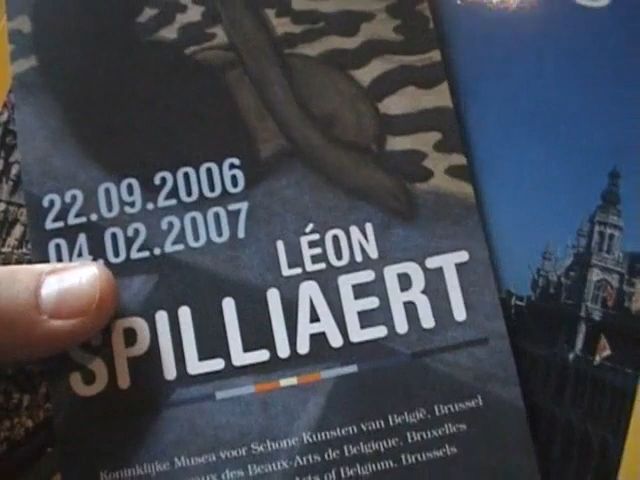 22.09.2006
04.02.2007
LÉON
SPILLIAERT
Koninklijke Musea voor Schone Kunsten van België, Brussel
des Beaux-Arts de Belgique, Bruxelles
Arts of Belgium, Brussels